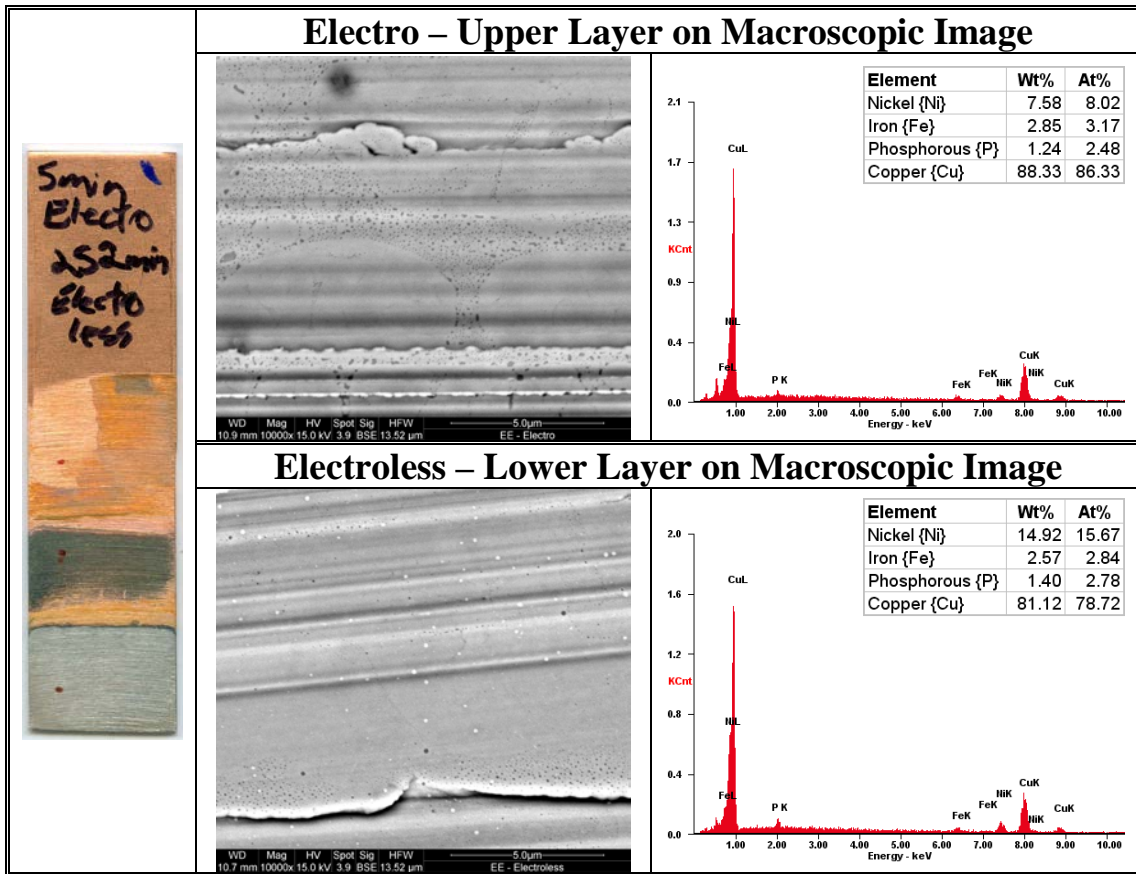 5min
Electro
252min
Electo
less
Electro – Upper Layer on Macroscopic Image
WD Mag HV Spot Sig HFW 5.0µm
10.9 mm 10000x 15.0 kV 3.9 BSE 13.52 µm EE - Electro
Element Wt% At%
Nickel {Ni} 7.58 8.02
Iron {Fe} 2.85 3.17
Phosphorous {P} 1.24 2.48
Copper {Cu} 88.33 86.33
2.1
1.7
1.3
KCnt
0.9
0.4
0.0
CuL
NiL
FeL
P K
FeK
FeK
NiK
CuK
NiK
CuK
1.00 2.00 3.00 4.00 5.00 6.00 7.00 8.00 9.00 10.00
Energy - keV
Electroless – Lower Layer on Macroscopic Image
WD Mag HV Spot Sig HFW 5.0µm
10.7 mm 10000x 15.0 kV 3.9 BSE 13.52 µm EE - Electroless
Element Wt% At%
Nickel {Ni} 14.92 15.67
Iron {Fe} 2.57 2.84
Phosphorous {P} 1.40 2.78
Copper {Cu} 81.12 78.72
2.0
1.6
1.2
KCnt
0.8
0.4
0.0
CuL
NiL
FeL
P K
FeK
FeK
NiK
CuK
NiK
CuK
1.00 2.00 3.00 4.00 5.00 6.00 7.00 8.00 9.00 10.00
Energy - keV